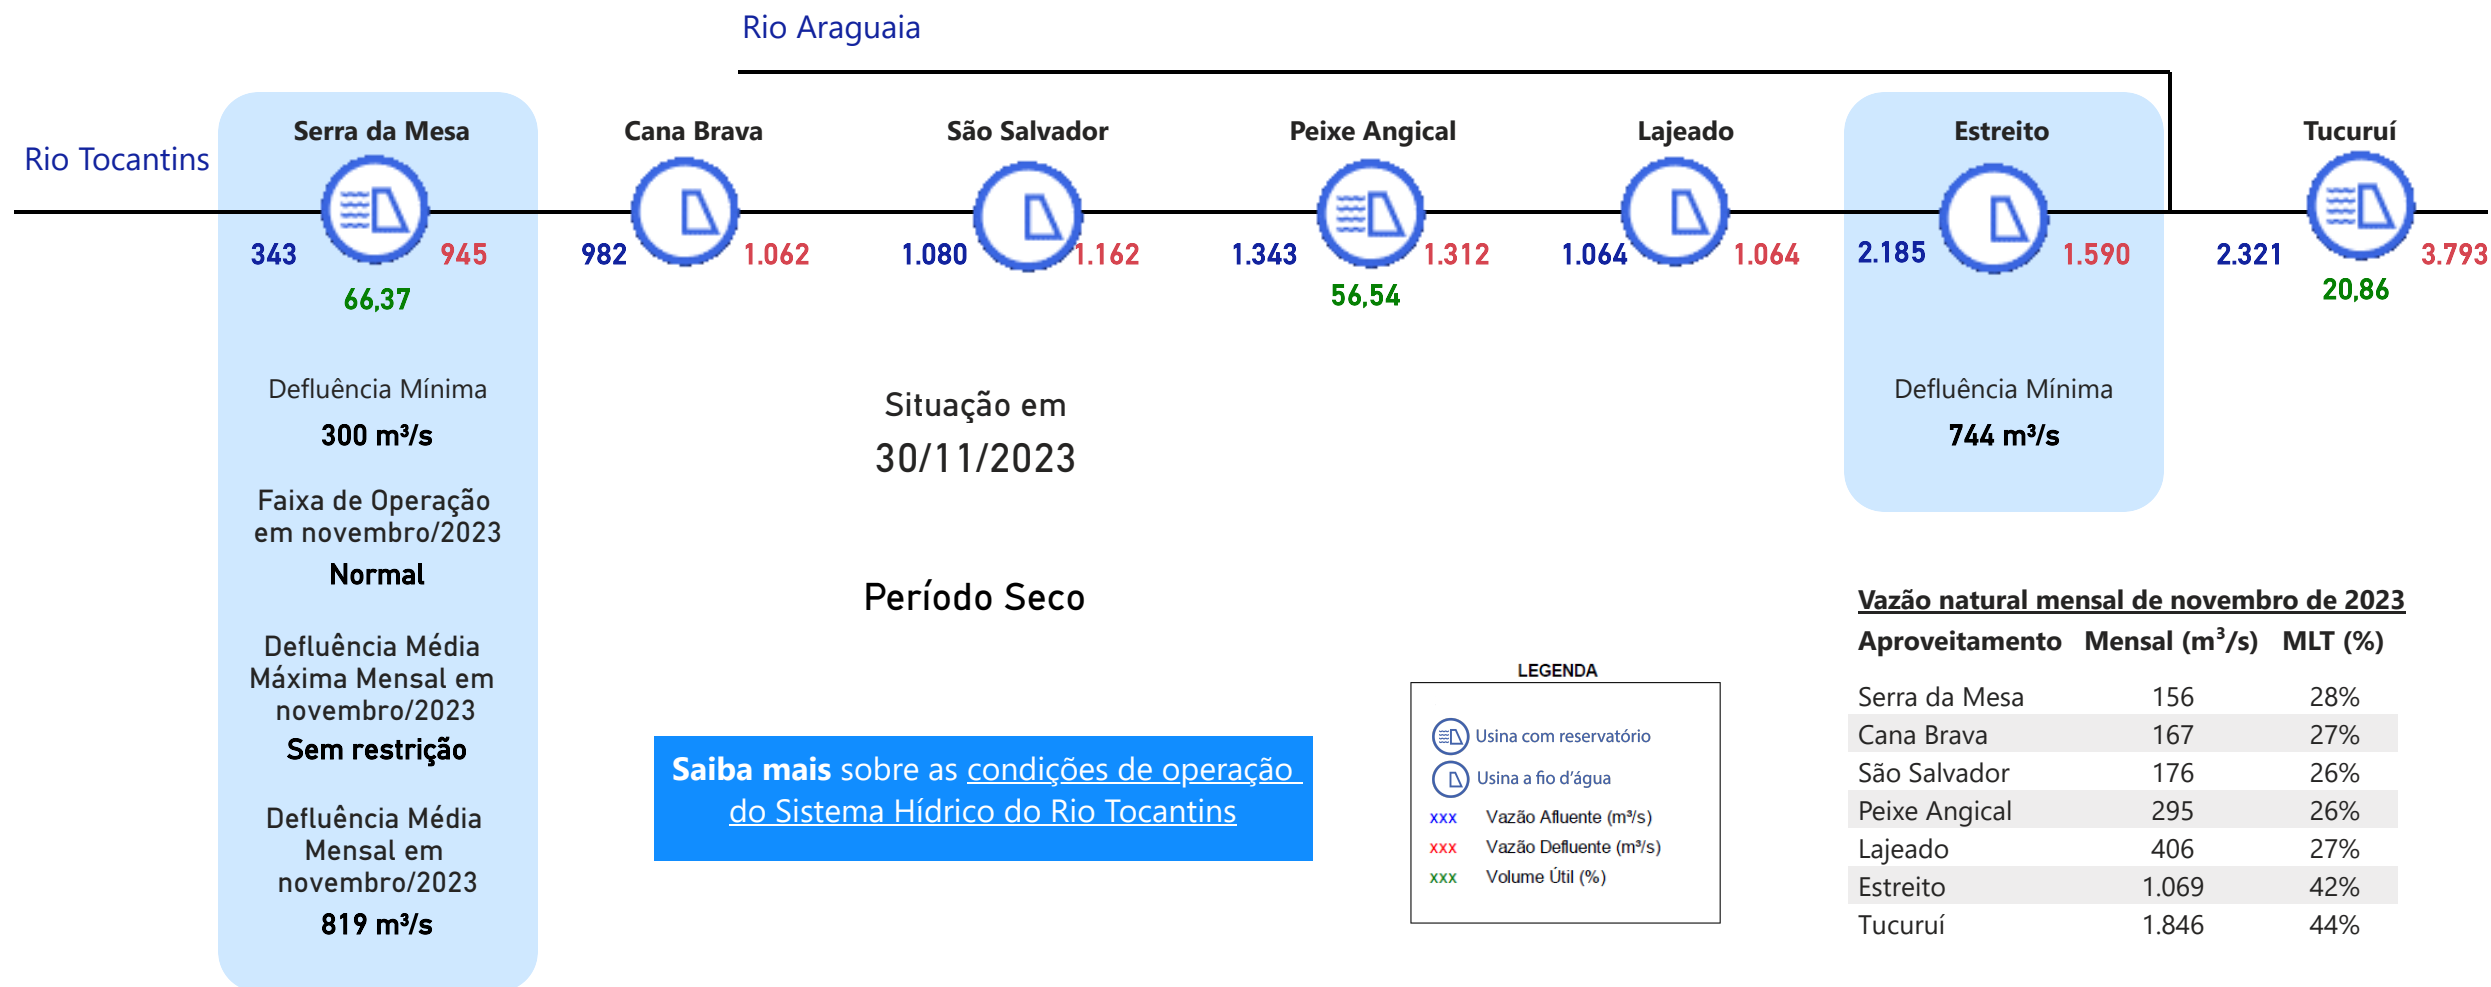 Rio Araguaia
Rio Tocantins
Serra da Mesa
Cana Brava
São Salvador
Peixe Angical
Lajeado
Estreito
Tucuruí
343
945
982
1.062
1.080
1.162
1.343
1.312
1.064
1.064
2.185
1.590
2.321
3.793
66,37
56,54
20,86
Defluência Mínima
300 m³/s
Faixa de Operação
em novembro/2023
Normal
Defluência Média
Máxima Mensal em
novembro/2023
Sem restrição
Defluência Média
Mensal em
novembro/2023
819 m³/s
Situação em
30/11/2023
Período Seco
Saiba mais sobre as condições de operação
do Sistema Hídrico do Rio Tocantins
Defluência Mínima
744 m³/s
LEGENDA
Usina com reservatório
Usina a fio d'água
xxx Vazão Afluente (m³/s)
xxx Vazão Defluente (m³/s)
xxx Volume Útil (%)
Vazão natural mensal de novembro de 2023
Aproveitamento Mensal (m³/s) MLT (%)
Serra da Mesa 156 28%
Cana Brava 167 27%
São Salvador 176 26%
Peixe Angical 295 26%
Lajeado 406 27%
Estreito 1.069 42%
Tucuruí 1.846 44%